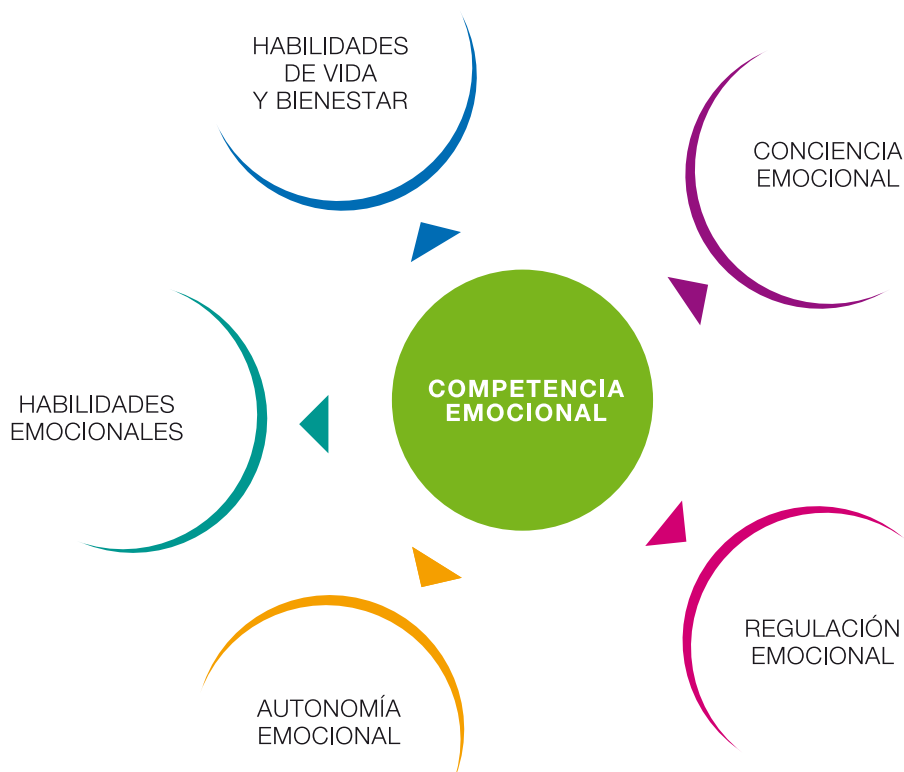 HABILIDADES
DE VIDA
Y BIENESTAR
CONCIENCIA
EMOCIONAL
COMPETENCIA
EMOCIONAL
HABILIDADES
EMOCIONALES
REGULACIÓN
EMOCIONAL
AUTONOMÍA
EMOCIONAL